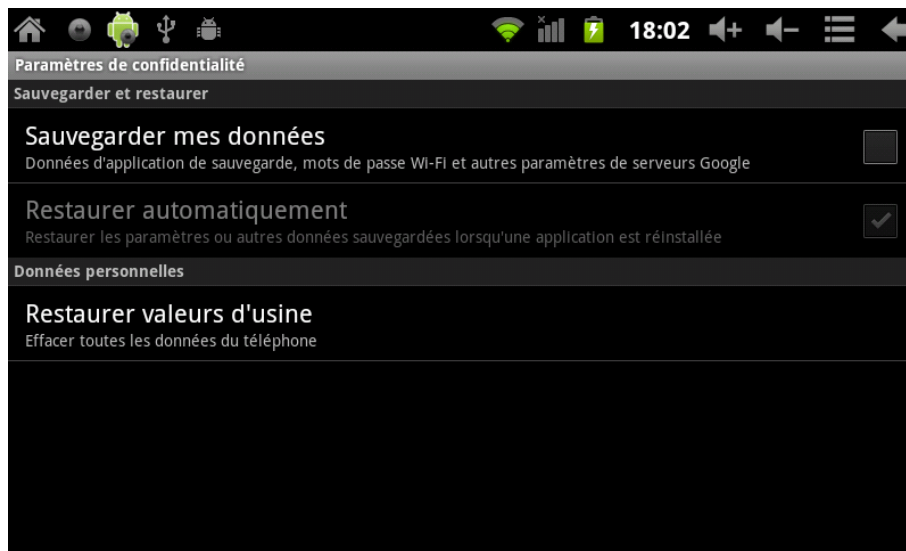 18:02
Paramètres de confidentialité
Sauvegarder et restaurer
Sauvegarder mes données
Données d'application de sauvegarde, mots de passe Wi-Fi et autres paramètres de serveurs Google
Restaurer automatiquement
Restaurer les paramètres ou autres données sauvegardées lorsqu'une application est réinstallée
Données personnelles
Restaurer valeurs d'usine
Effacer toutes les données du téléphone